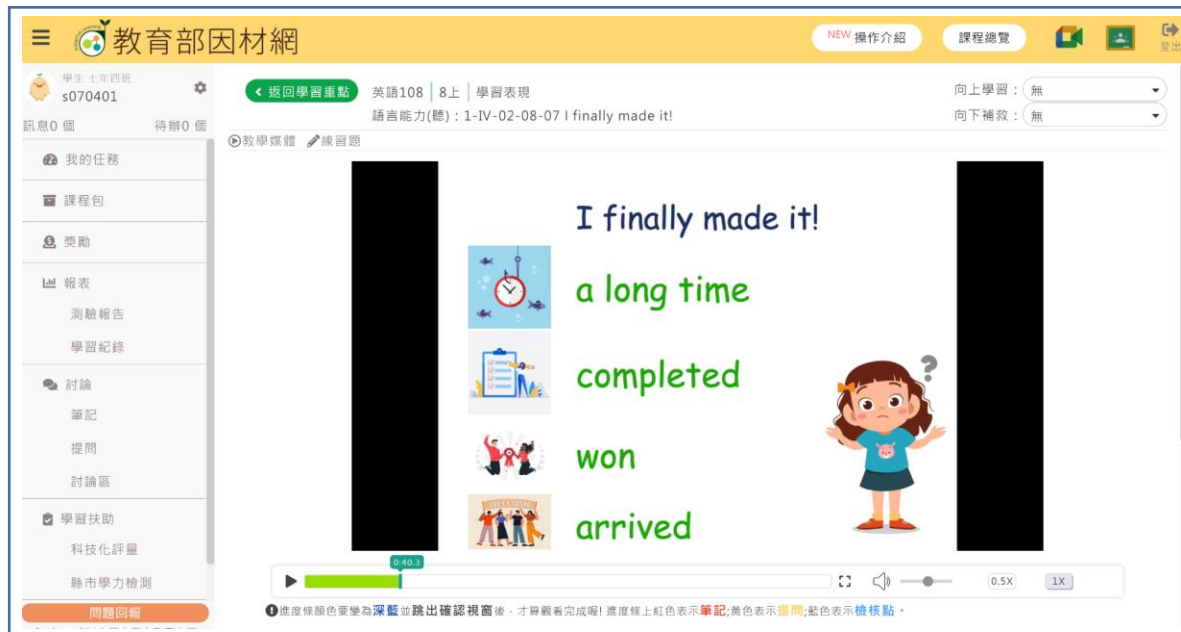 教育部因材網
NEW 操作介紹
課程總覽
登出
學生 七年四班
s070401
訊息0 個
待辦0 個
我的任務
課程包
獎勵
報表
測驗報告
學習紀錄
討論
筆記
提問
討論區
學習扶助
科技化評量
縣市學力檢測
問題回報
返回學習重點
英語108 | 8上 | 學習表現
語言能力(聽)：1-IV-02-08-07 I finally made it!
向上學習：無
向下補救：無
教學媒體 練習題
I finally made it!
a long time
completed
won
arrived
?
0:40.3
0.5X
1X
進度條顏色要變為深藍並跳出確認視窗後，才算觀看完成喔! 進度條上紅色表示筆記;黃色表示提問;藍色表示檢核點。